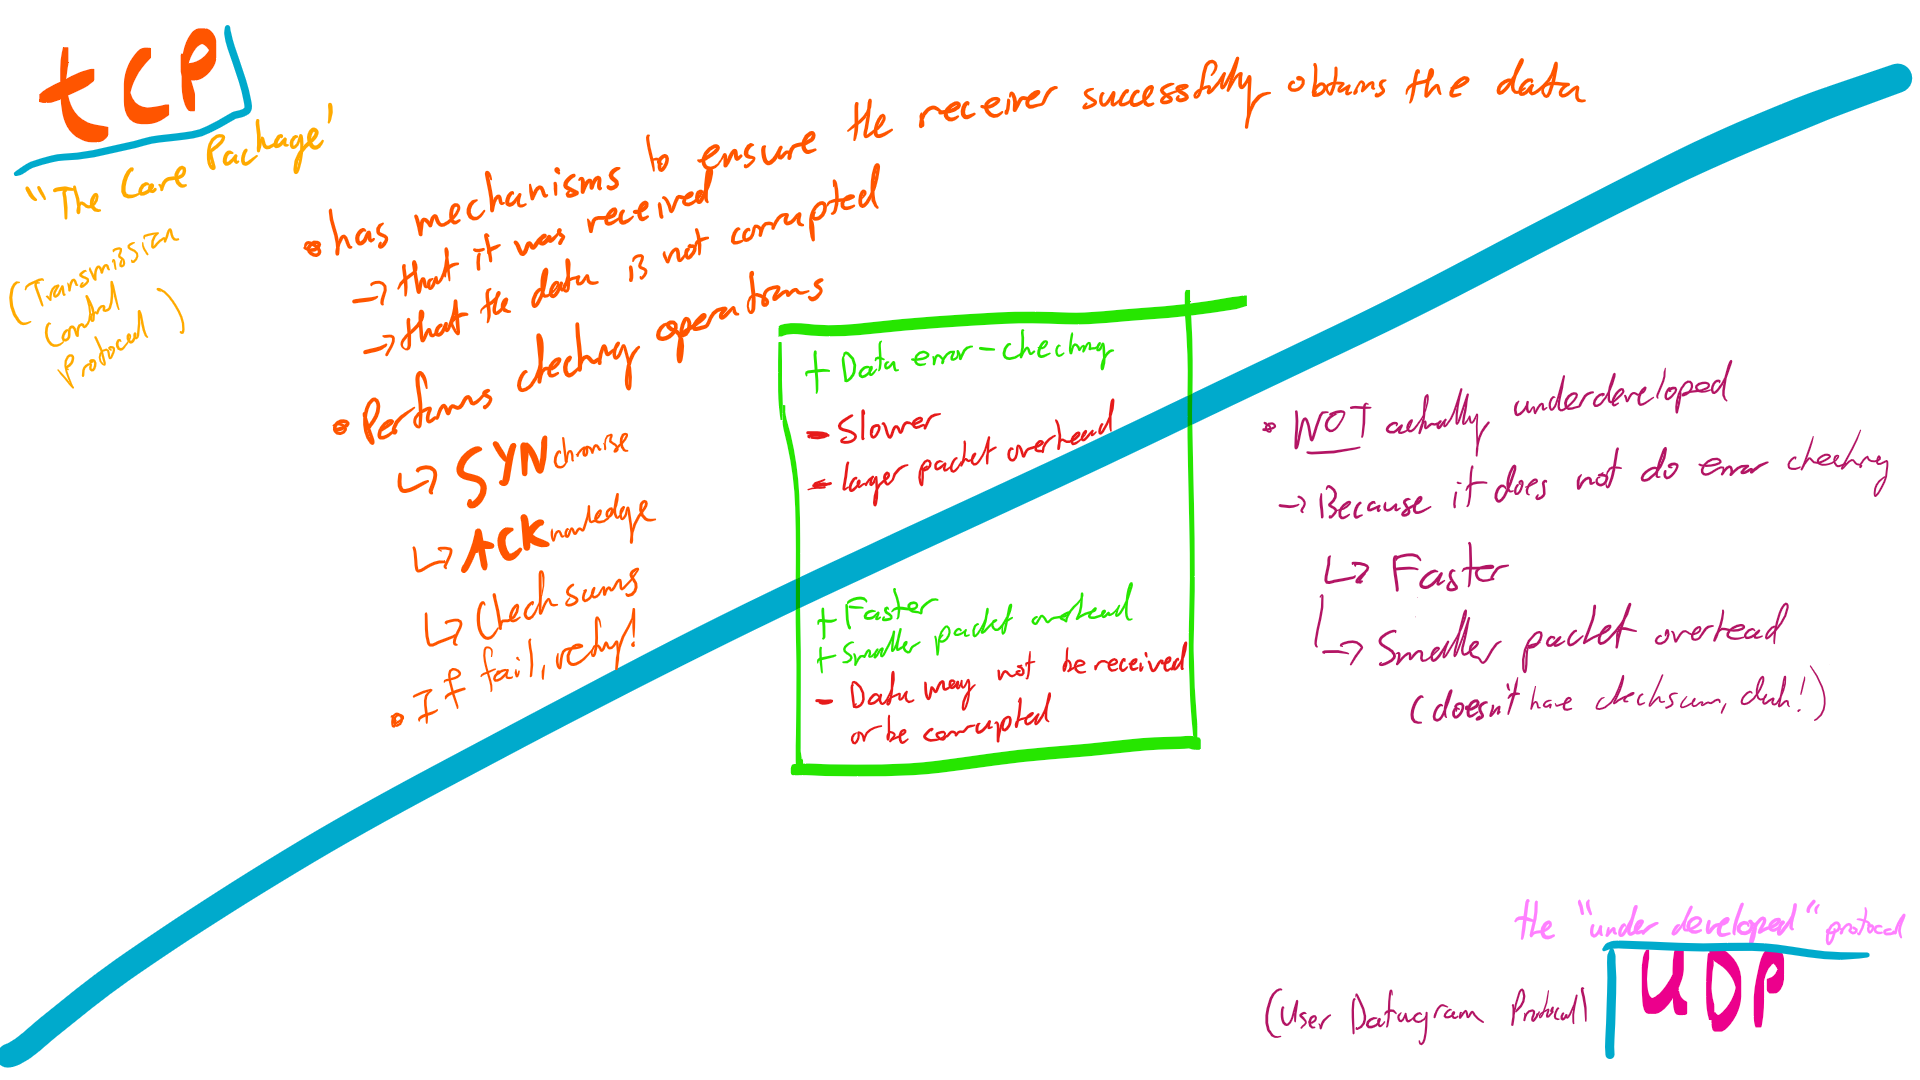 tCP
"The Care Package"
(Transmission
Control
Protocol)
• has mechanisms to ensure the receiver successfully obtains the data
→ that it was received
→ that the data is not corrupted
• Performs checking operations
↳ SYNchronise
↳ ACKnowledge
↳ Checksums
• If fail, retry!
+ Data error-checking
- Slower
- larger packet overhead
+ Faster
+ Smaller packet overhead
- Data may not be received
or be corrupted
• NOT actually underdeveloped
→ Because it does not do error checking
↳ Faster
↳ Smaller packet overhead
(doesn't have checksum, duh!)
the "under developed" protocol
(User Datagram Protocol)
UDP